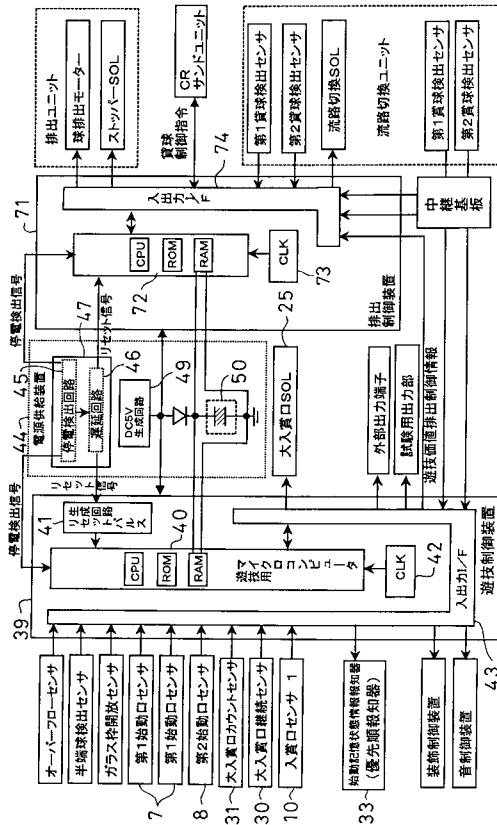 排出ユニット
球排出モーター
ストッパーSOL
CR
サンドユニット
貸球
制御指令
第1賞球検出センサ
第2賞球検出センサ
流路切換SOL
流路切換ユニット
第1賞球検出センサ
第2賞球検出センサ
71
74
入出力I/F
CPU
ROM
RAM
72
CLK
73
排出
制御装置
中継
基板
停電検出信号
リセット信号
44
電源供給装置
45
停電検出回路
47
遅延回路
46
DC5V
生成回路
49
50
25
大入賞口SOL
外部出力端子
試験用出力部
遊技価値排出制御情報
停電検出信号
リセット信号
39
41
生成回路
リセットパルス
CPU
ROM
RAM
40
マイクロコンピュータ
遊技用
CLK
42
入出力I/F
遊技制御装置
43
オーバーフローセンサ
半端球検出センサ
ガラス枠開放センサ
第1始動口センサ
第1始動口センサ
7
第2始動口センサ
8
大入賞口カウントセンサ
31
大入賞口継続センサ
30
入賞口センサ 1
10
始動記憶状態情報報知器
(優先順報知器)
33
装飾制御装置
音制御装置